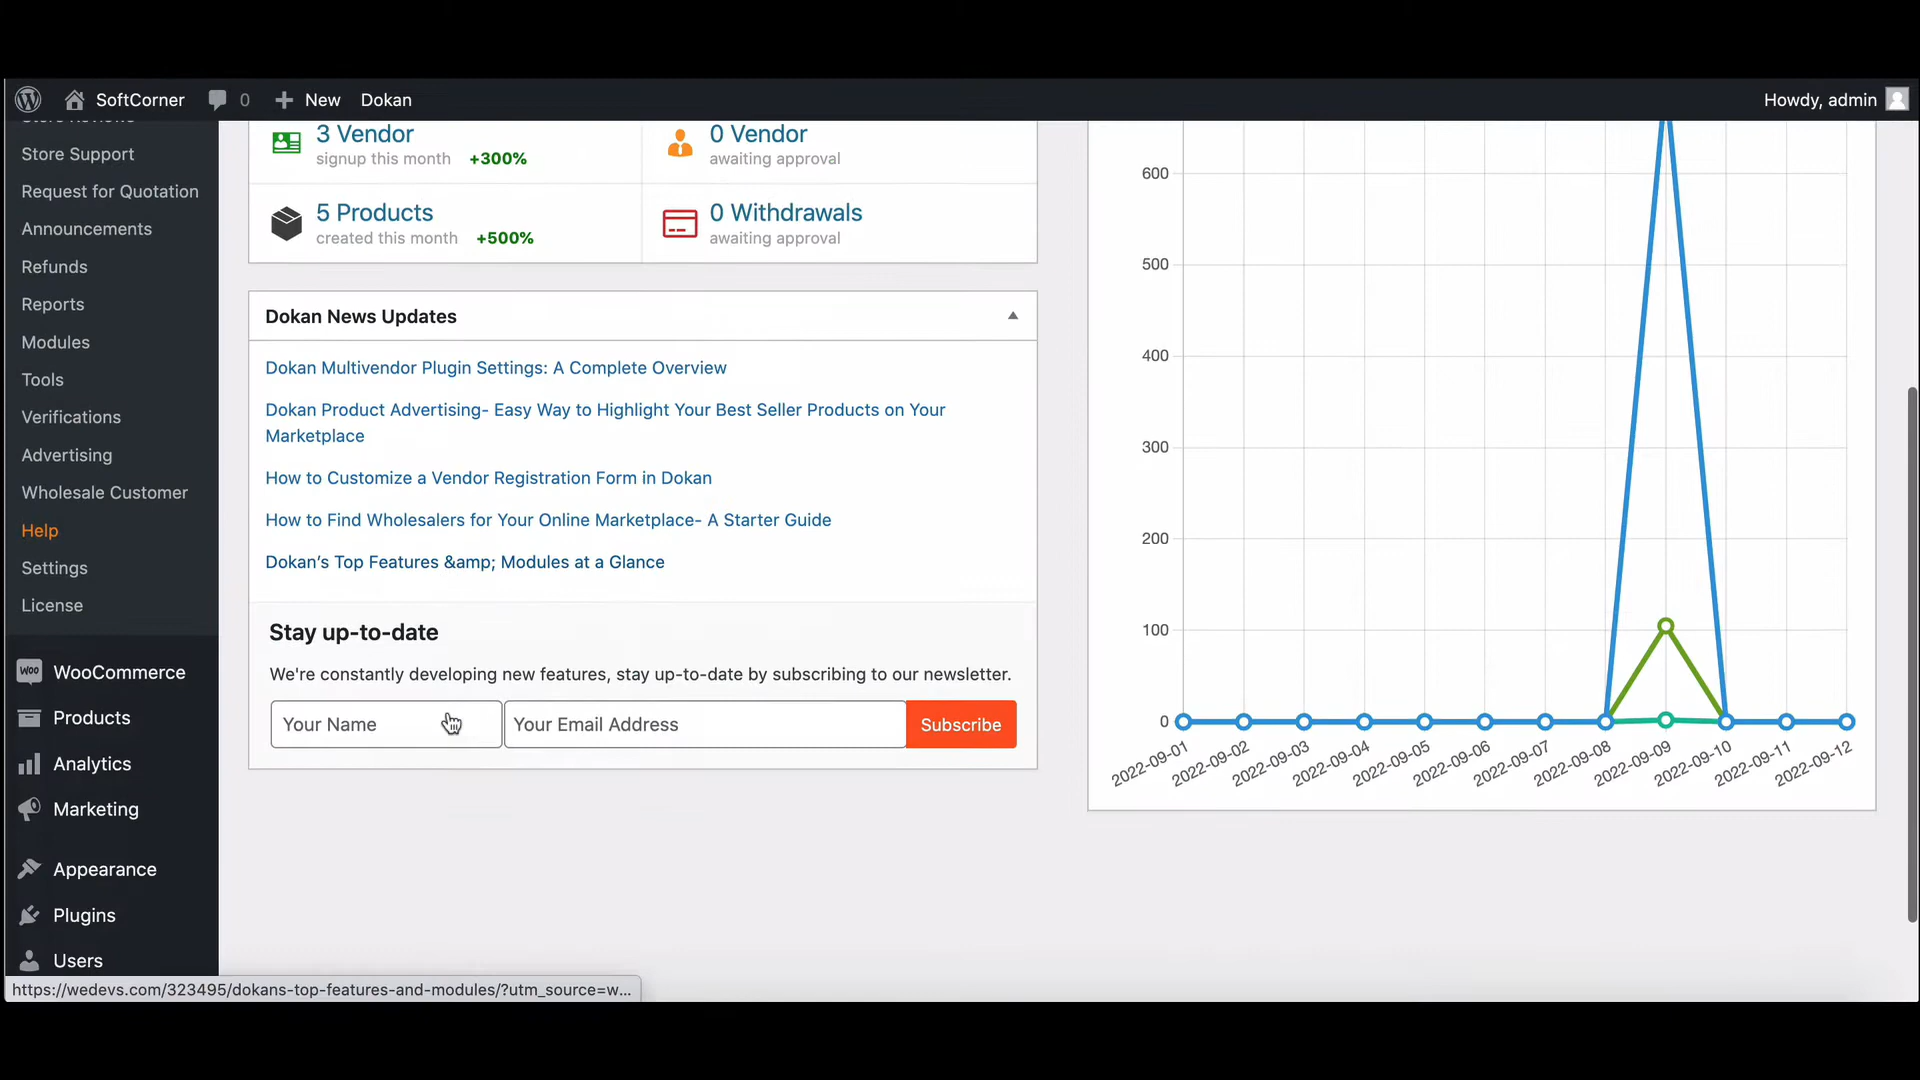 SoftCorner 0 New Dokan Howdy, admin
Store Reviews
Store Support
Request for Quotation
Announcements
Refunds
Reports
Modules
Tools
Verifications
Advertising
Wholesale Customer
Help
Settings
License
WOO WooCommerce
Products
Analytics
Marketing
Appearance
Plugins
Users
3 Vendor
signup this month +300%
0 Vendor
awaiting approval
5 Products
created this month +500%
0 Withdrawals
awaiting approval
Dokan News Updates
Dokan Multivendor Plugin Settings: A Complete Overview
Dokan Product Advertising- Easy Way to Highlight Your Best Seller Products on Your
Marketplace
How to Customize a Vendor Registration Form in Dokan
How to Find Wholesalers for Your Online Marketplace- A Starter Guide
Dokan’s Top Features &amp; Modules at a Glance
Stay up-to-date
We're constantly developing new features, stay up-to-date by subscribing to our newsletter.
Your Name Your Email Address Subscribe
600
500
400
300
200
100
0
2022-09-01 2022-09-02 2022-09-03 2022-09-04 2022-09-05 2022-09-06 2022-09-07 2022-09-08 2022-09-09 2022-09-10 2022-09-11 2022-09-12
https://wedevs.com/323495/dokans-top-features-and-modules/?utm_source=w...